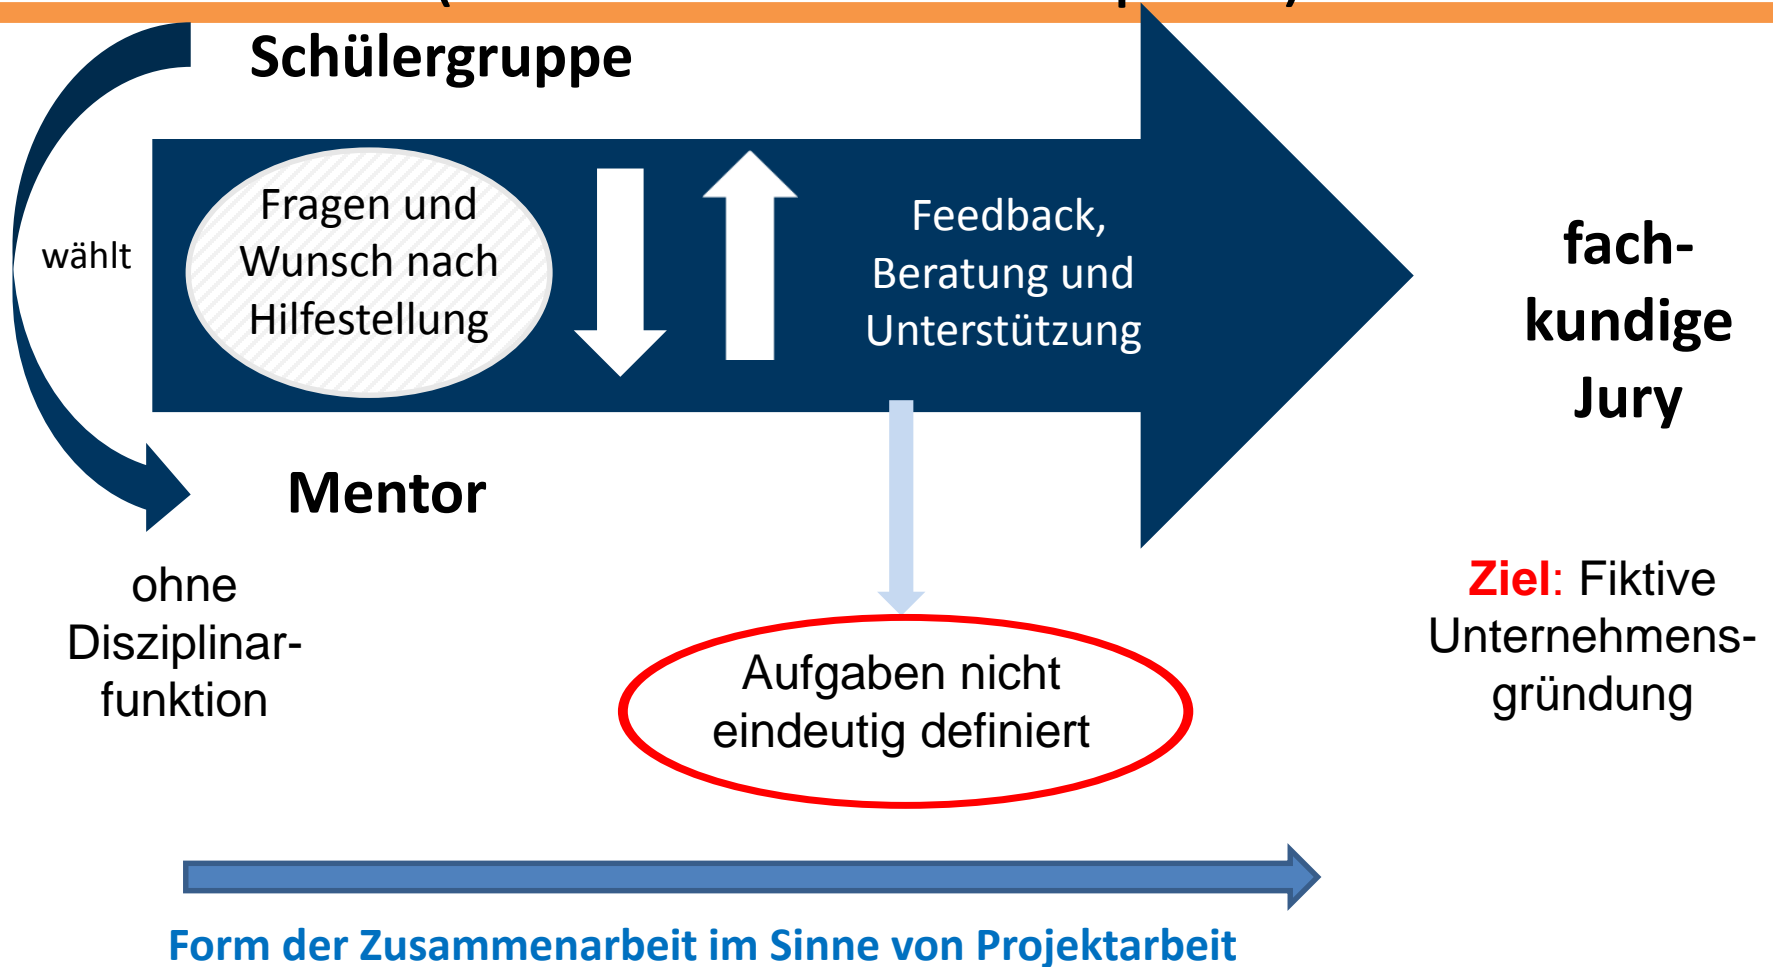 Schülergruppe
wählt
Fragen und
Wunsch nach
Hilfestellung
Feedback,
Beratung und
Unterstützung
fach-
kundige
Jury
Mentor
ohne
Disziplinar-
funktion
Aufgaben nicht
eindeutig definiert
Ziel: Fiktive
Unternehmens-
gründung
Form der Zusammenarbeit im Sinne von Projektarbeit